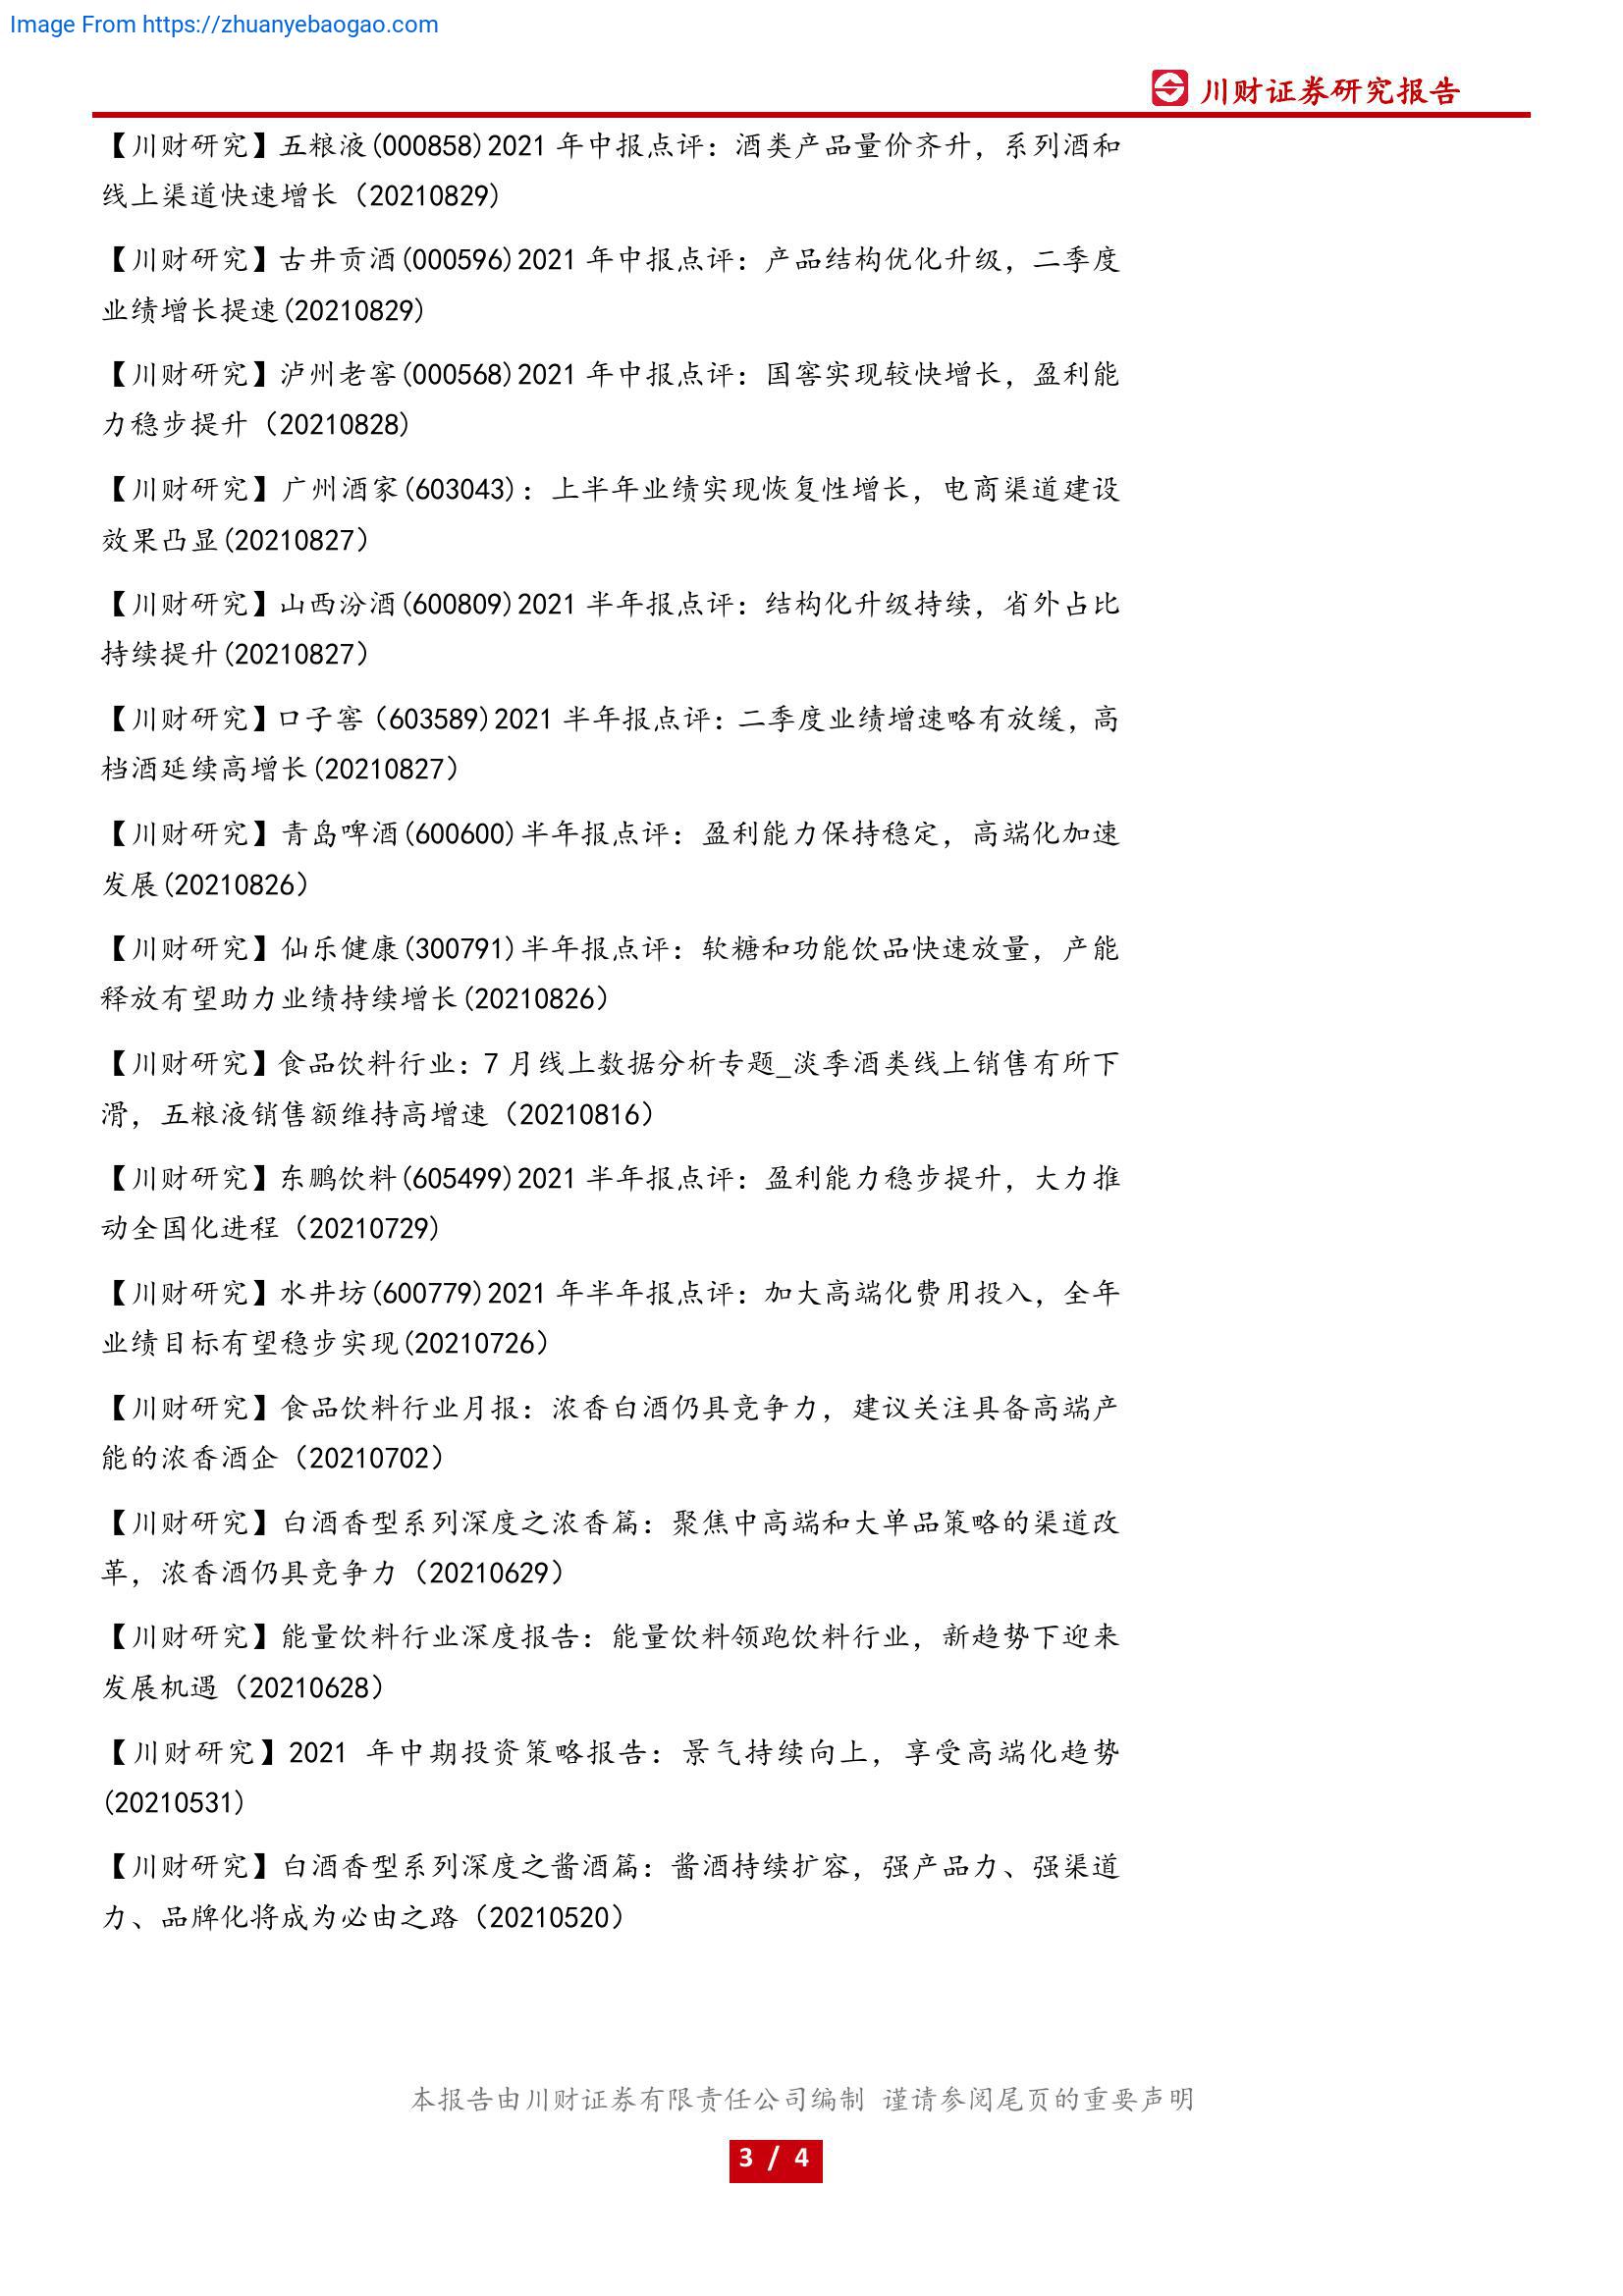 Image From https://zhuanyebaogao.com
川财证券研究报告
【川财研究】五粮液(000858)2021 年中报点评：酒类产品量价齐升，系列酒和
线上渠道快速增长（20210829)
【川财研究】古井贡酒(000596)2021 年中报点评：产品结构优化升级，二季度
业绩增长提速(20210829)
【川财研究】泸州老窖(000568)2021 年中报点评：国窖实现较快增长，盈利能
力稳步提升（20210828)
【川财研究】广州酒家(603043)：上半年业绩实现恢复性增长，电商渠道建设
效果凸显(20210827）
【川财研究】山西汾酒(600809)2021 半年报点评：结构化升级持续，省外占比
持续提升(20210827）
【川财研究】口子窖（603589)2021 半年报点评：二季度业绩增速略有放缓，高
档酒延续高增长(20210827）
【川财研究】青岛啤酒(600600)半年报点评：盈利能力保持稳定，高端化加速
发展(20210826）
【川财研究】仙乐健康(300791)半年报点评：软糖和功能饮品快速放量，产能
释放有望助力业绩持续增长(20210826）
【川财研究】食品饮料行业：7 月线上数据分析专题_淡季酒类线上销售有所下
滑，五粮液销售额维持高增速（20210816）
【川财研究】东鹏饮料(605499)2021 半年报点评：盈利能力稳步提升，大力推
动全国化进程（20210729)
【川财研究】水井坊(600779)2021 年半年报点评：加大高端化费用投入，全年
业绩目标有望稳步实现(20210726）
【川财研究】食品饮料行业月报：浓香白酒仍具竞争力，建议关注具备高端产
能的浓香酒企（20210702）
【川财研究】白酒香型系列深度之浓香篇：聚焦中高端和大单品策略的渠道改
革，浓香酒仍具竞争力（20210629）
【川财研究】能量饮料行业深度报告：能量饮料领跑饮料行业，新趋势下迎来
发展机遇（20210628）
【川财研究】2021 年中期投资策略报告：景气持续向上，享受高端化趋势
(20210531)
【川财研究】白酒香型系列深度之酱酒篇：酱酒持续扩容，强产品力、强渠道
力、品牌化将成为必由之路（20210520）
本报告由川财证券有限责任公司编制 谨请参阅尾页的重要声明
3 / 4